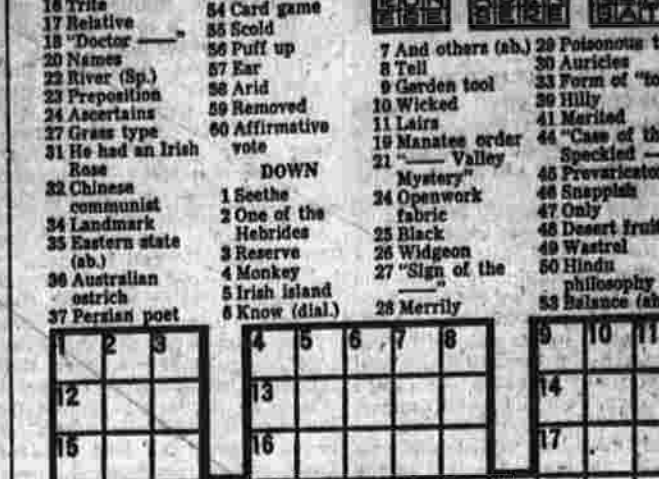 16 Trite
17 Relative
18 "Doctor ——"
20 Names
22 River (Sp.)
23 Preposition
24 Ascertains
27 Grass type
31 He had an Irish
Rose
32 Chinese
communist
34 Landmark
35 Eastern state
(ab.)
36 Australian
ostrich
37 Persian poet
54 Card game
55 Scold
56 Puff up
57 Ear
58 Arid
59 Removed
60 Affirmative
vote
DOWN
1 Seethe
2 One of the
Hebrides
3 Reserve
4 Monkey
5 Irish island
6 Know (dial.)
7 And others (ab.)
8 Tell
9 Garden tool
10 Wicked
11 Lairs
19 Manatee order
21 "—— Valley
Mystery"
24 Openwork
fabric
25 Black
26 Widgeon
27 "Sign of the
——"
28 Merrily
29 Poisonous
30 Auricles
33 Form of "to
39 Hilly
41 Merited
44 "Case of th
Speckled —
45 Prevaricato
46 Snappish
47 Only
48 Desert fruit
49 Wastrel
50 Hindu
philosophy
53 Balance (ab
1 2 3 4 5 6 7 8 9 10 11
12 13 14
15 16 17